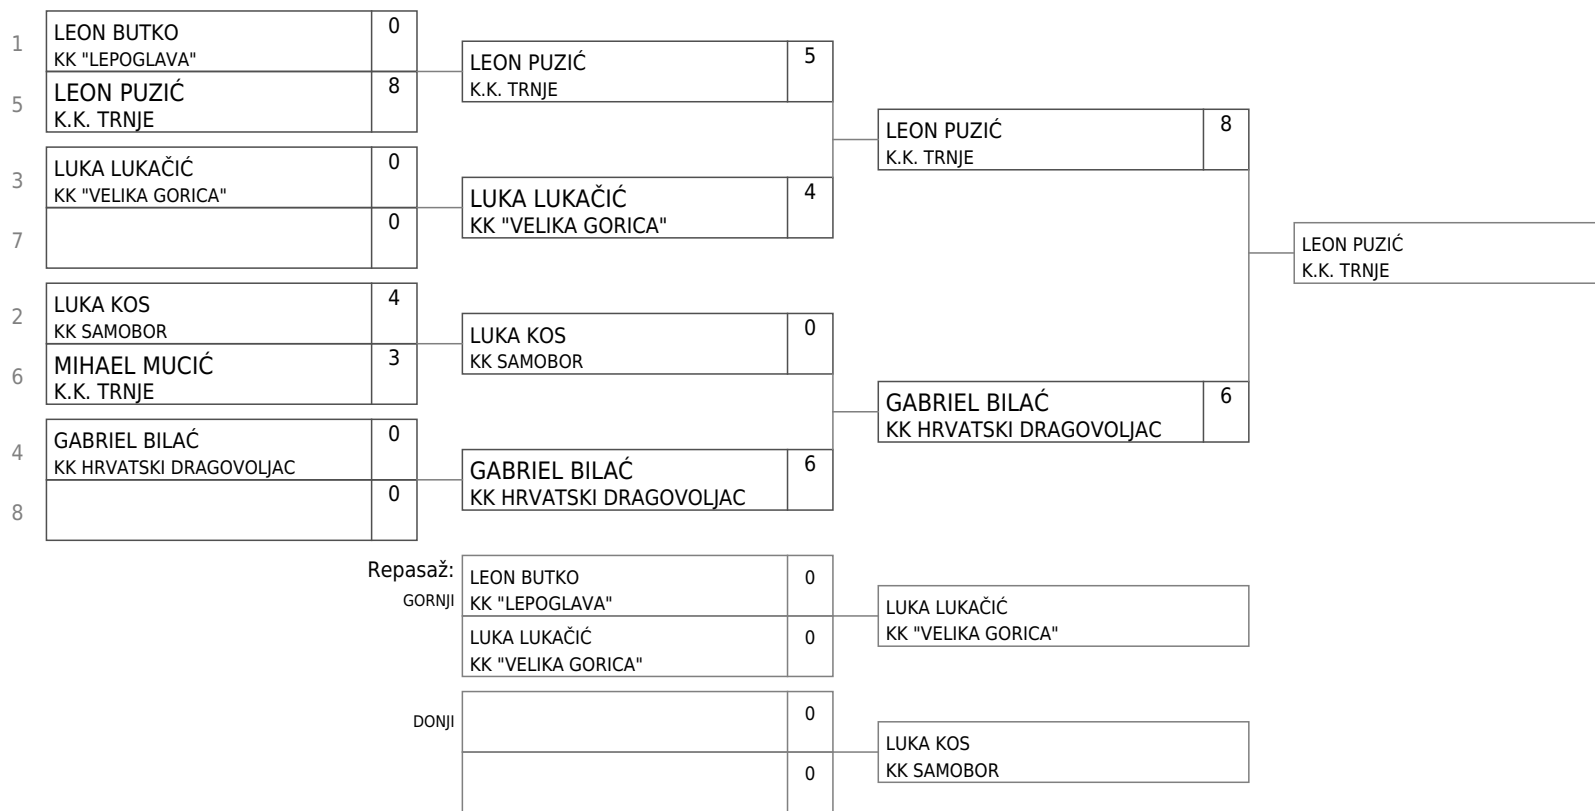 1
LEON BUTKO
KK "LEPOGLAVA"
0
5
LEON PUZIĆ
K.K. TRNJE
8
3
LUKA LUKAČIĆ
KK "VELIKA GORICA"
0
7
0
2
LUKA KOS
KK SAMOBOR
4
6
MIHAEL MUCIĆ
K.K. TRNJE
3
4
GABRIEL BILAĆ
KK HRVATSKI DRAGOVOLJAC
0
8
0
LEON PUZIĆ
K.K. TRNJE
5
LUKA LUKAČIĆ
KK "VELIKA GORICA"
4
LUKA KOS
KK SAMOBOR
0
GABRIEL BILAĆ
KK HRVATSKI DRAGOVOLJAC
6
LEON PUZIĆ
K.K. TRNJE
8
GABRIEL BILAĆ
KK HRVATSKI DRAGOVOLJAC
6
LEON PUZIĆ
K.K. TRNJE
Repasaž:
GORNJI
LEON BUTKO
KK "LEPOGLAVA"
0
LUKA LUKAČIĆ
KK "VELIKA GORICA"
0
LUKA LUKAČIĆ
KK "VELIKA GORICA"
DONJI
0
0
LUKA KOS
KK SAMOBOR